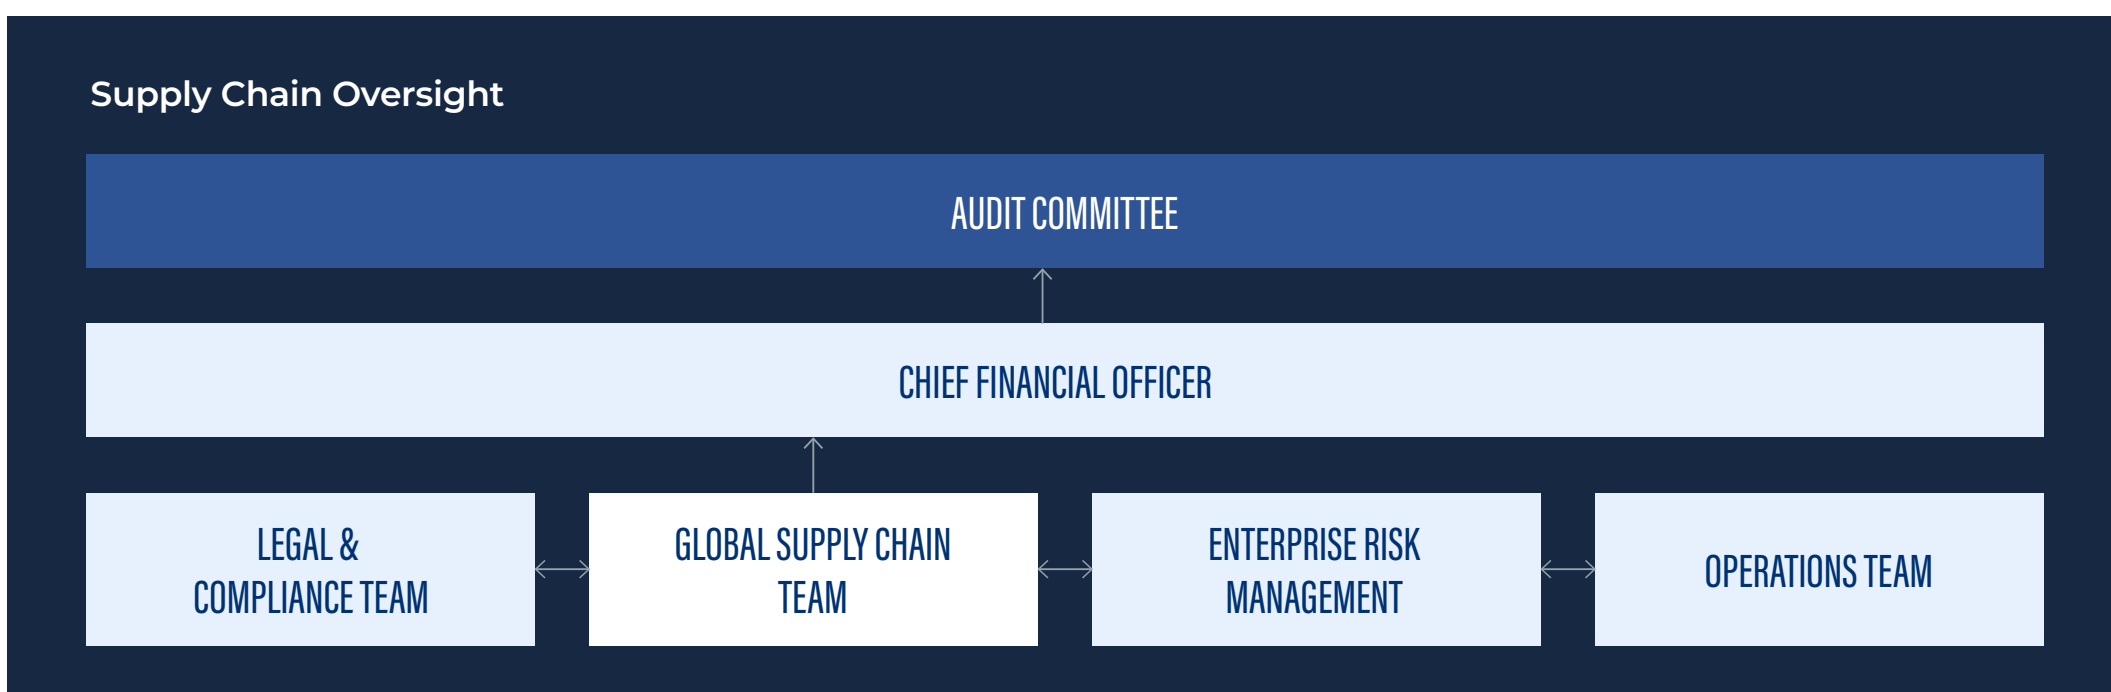 Supply Chain Oversight
AUDIT COMMITTEE
CHIEF FINANCIAL OFFICER
LEGAL &
COMPLIANCE TEAM
GLOBAL SUPPLY CHAIN
TEAM
ENTERPRISE RISK
MANAGEMENT
OPERATIONS TEAM